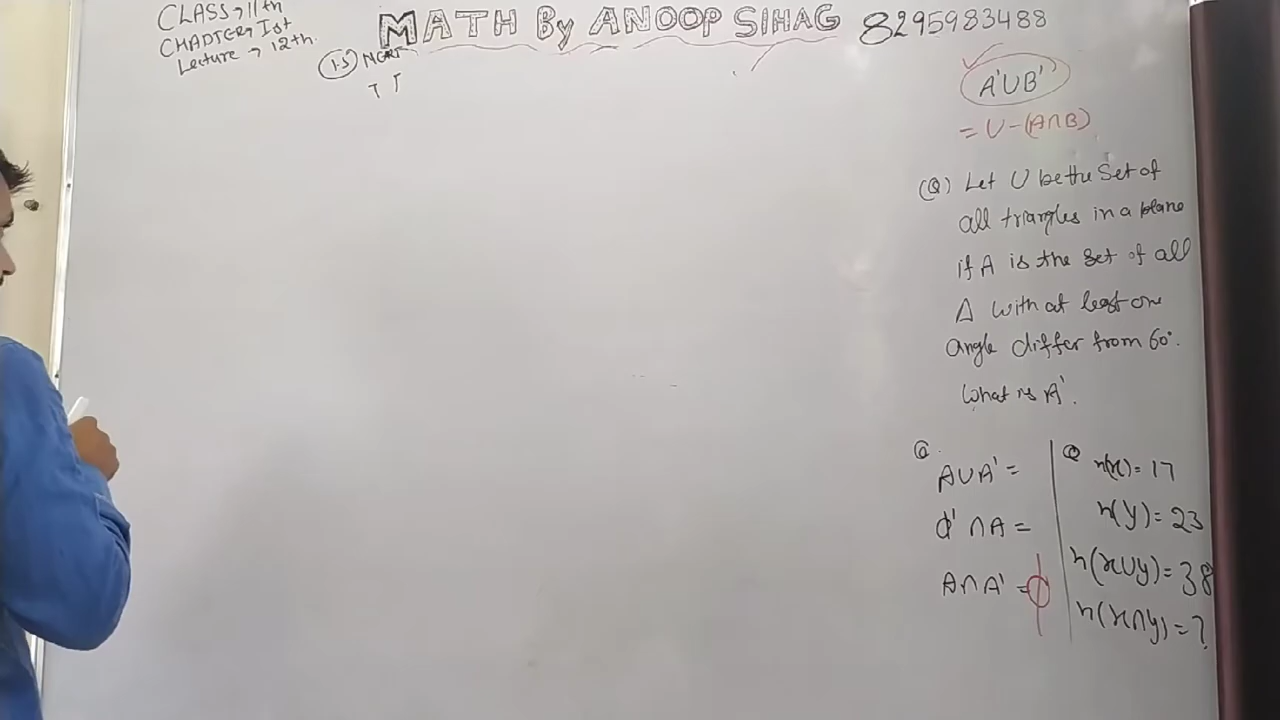 CLASS → 11th
CHAPTER → Ist
Lecture → 12th.
MATH By ANOOP SIHAG 8295983488
1.5 NCRT
A'UB'
= U-(A∩B)
(Q) Let U be the Set of
all triangles in a plane
if A is the set of all
Δ with at least one
angle differ from 60°.
What is A'.
Q.
AUA' =
ϕ' ∩ A =
A∩A' = ϕ
Q n(x) = 17
n(y) = 23
n(xUy) = 38
n(x∩y) = ?